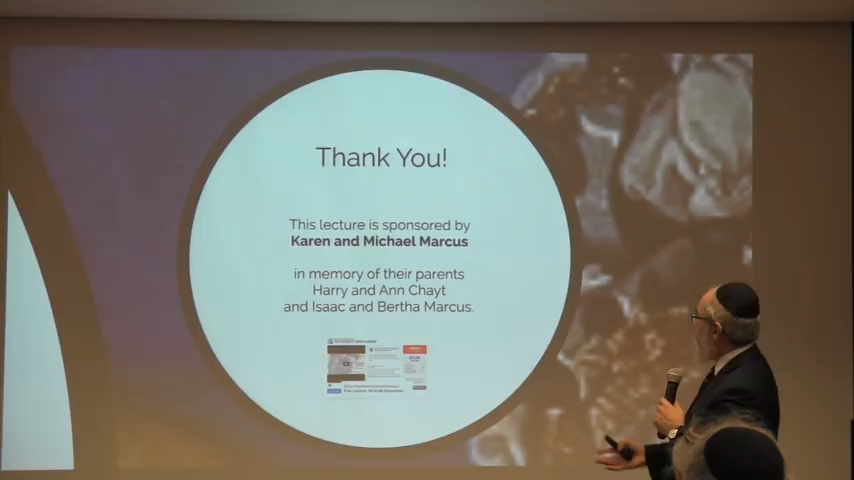 Thank You!
This lecture is sponsored by
Karen and Michael Marcus
in memory of their parents
Harry and Ann Chayt
and Isaac and Bertha Marcus.